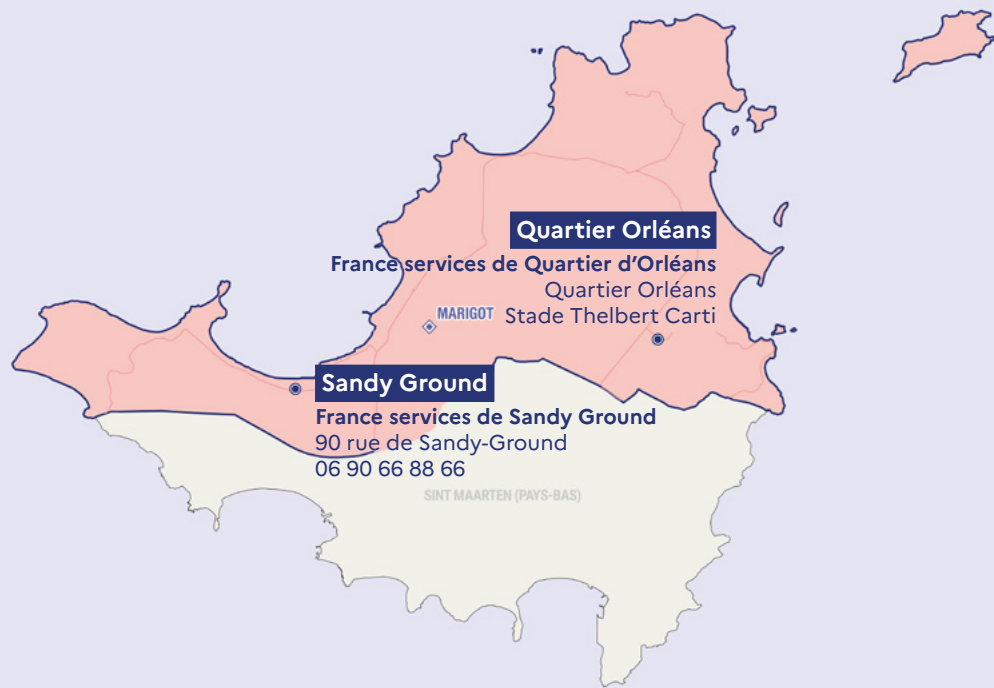 Quartier Orléans
France services de Quartier d'Orléans
Quartier Orléans
Stade Thelbert Carti
MARIGOT
Sandy Ground
France services de Sandy Ground
90 rue de Sandy-Ground
06 90 66 88 66
SINT MAARTEN (PAYS-BAS)